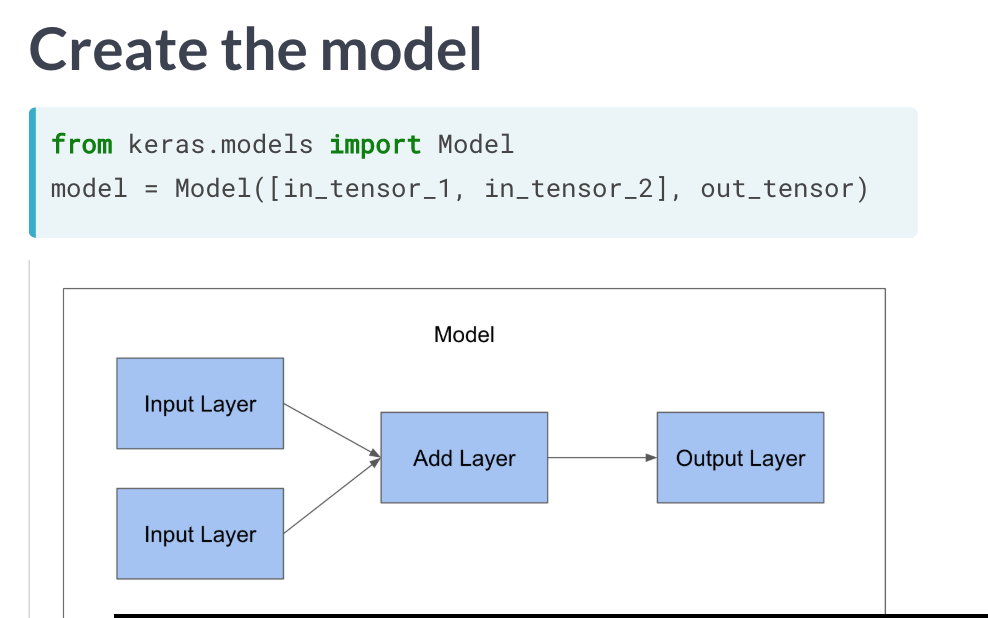 Create the model
from keras.models import Model
model = Model([in_tensor_1, in_tensor_2], out_tensor)
Model
Input Layer
Add Layer
Output Layer
Input Layer